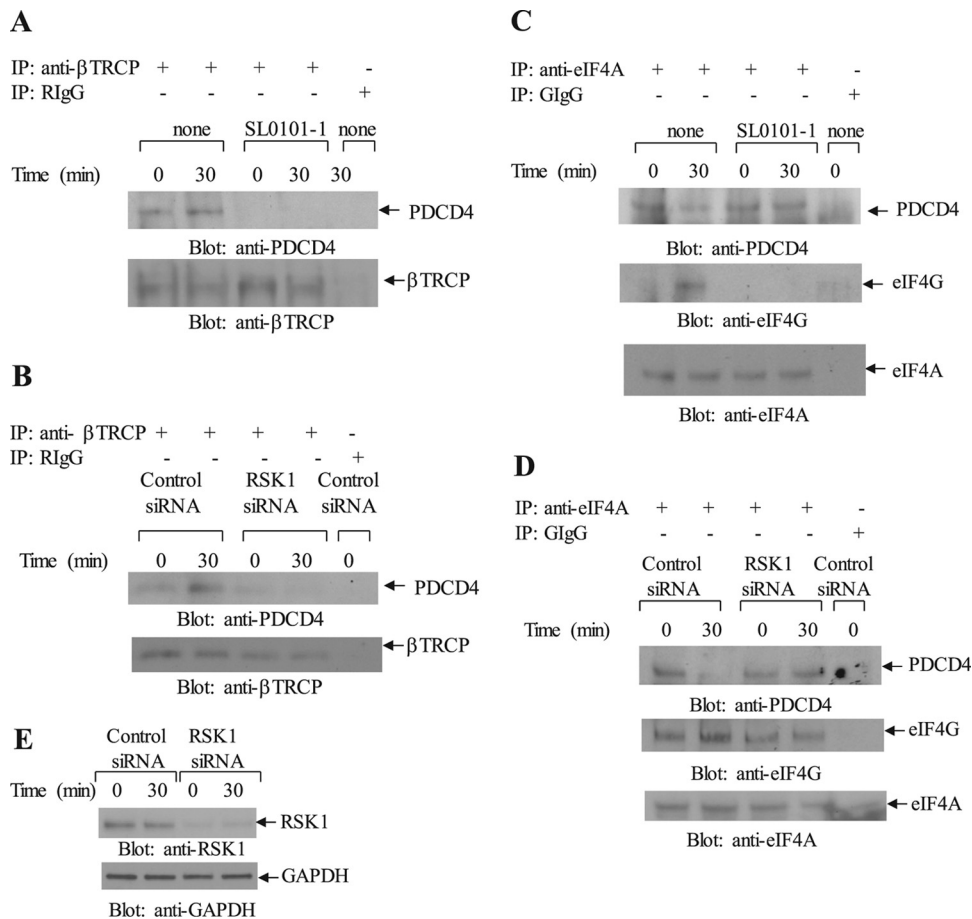 A
IP: anti-βTRCP + + + + -
IP: RIgG - - - - +
none SL0101-1 none
Time (min) 0 30 0 30 30
PDCD4
Blot: anti-PDCD4
βTRCP
Blot: anti-βTRCP
B
IP: anti- βTRCP + + + + -
IP: RIgG - - - - +
Control siRNA RSK1 siRNA Control siRNA
Time (min) 0 30 0 30 0
PDCD4
Blot: anti-PDCD4
βTRCP
Blot: anti-βTRCP
E
Control siRNA RSK1 siRNA
Time (min) 0 30 0 30
RSK1
Blot: anti-RSK1
GAPDH
Blot: anti-GAPDH
C
IP: anti-eIF4A + + + + -
IP: GIgG - - - - +
none SL0101-1 none
Time (min) 0 30 0 30 0
PDCD4
Blot: anti-PDCD4
eIF4G
Blot: anti-eIF4G
eIF4A
Blot: anti-eIF4A
D
IP: anti-eIF4A + + + + -
IP: GIgG - - - - +
Control siRNA RSK1 siRNA Control siRNA
Time (min) 0 30 0 30 0
PDCD4
Blot: anti-PDCD4
eIF4G
Blot: anti-eIF4G
eIF4A
Blot: anti-eIF4A